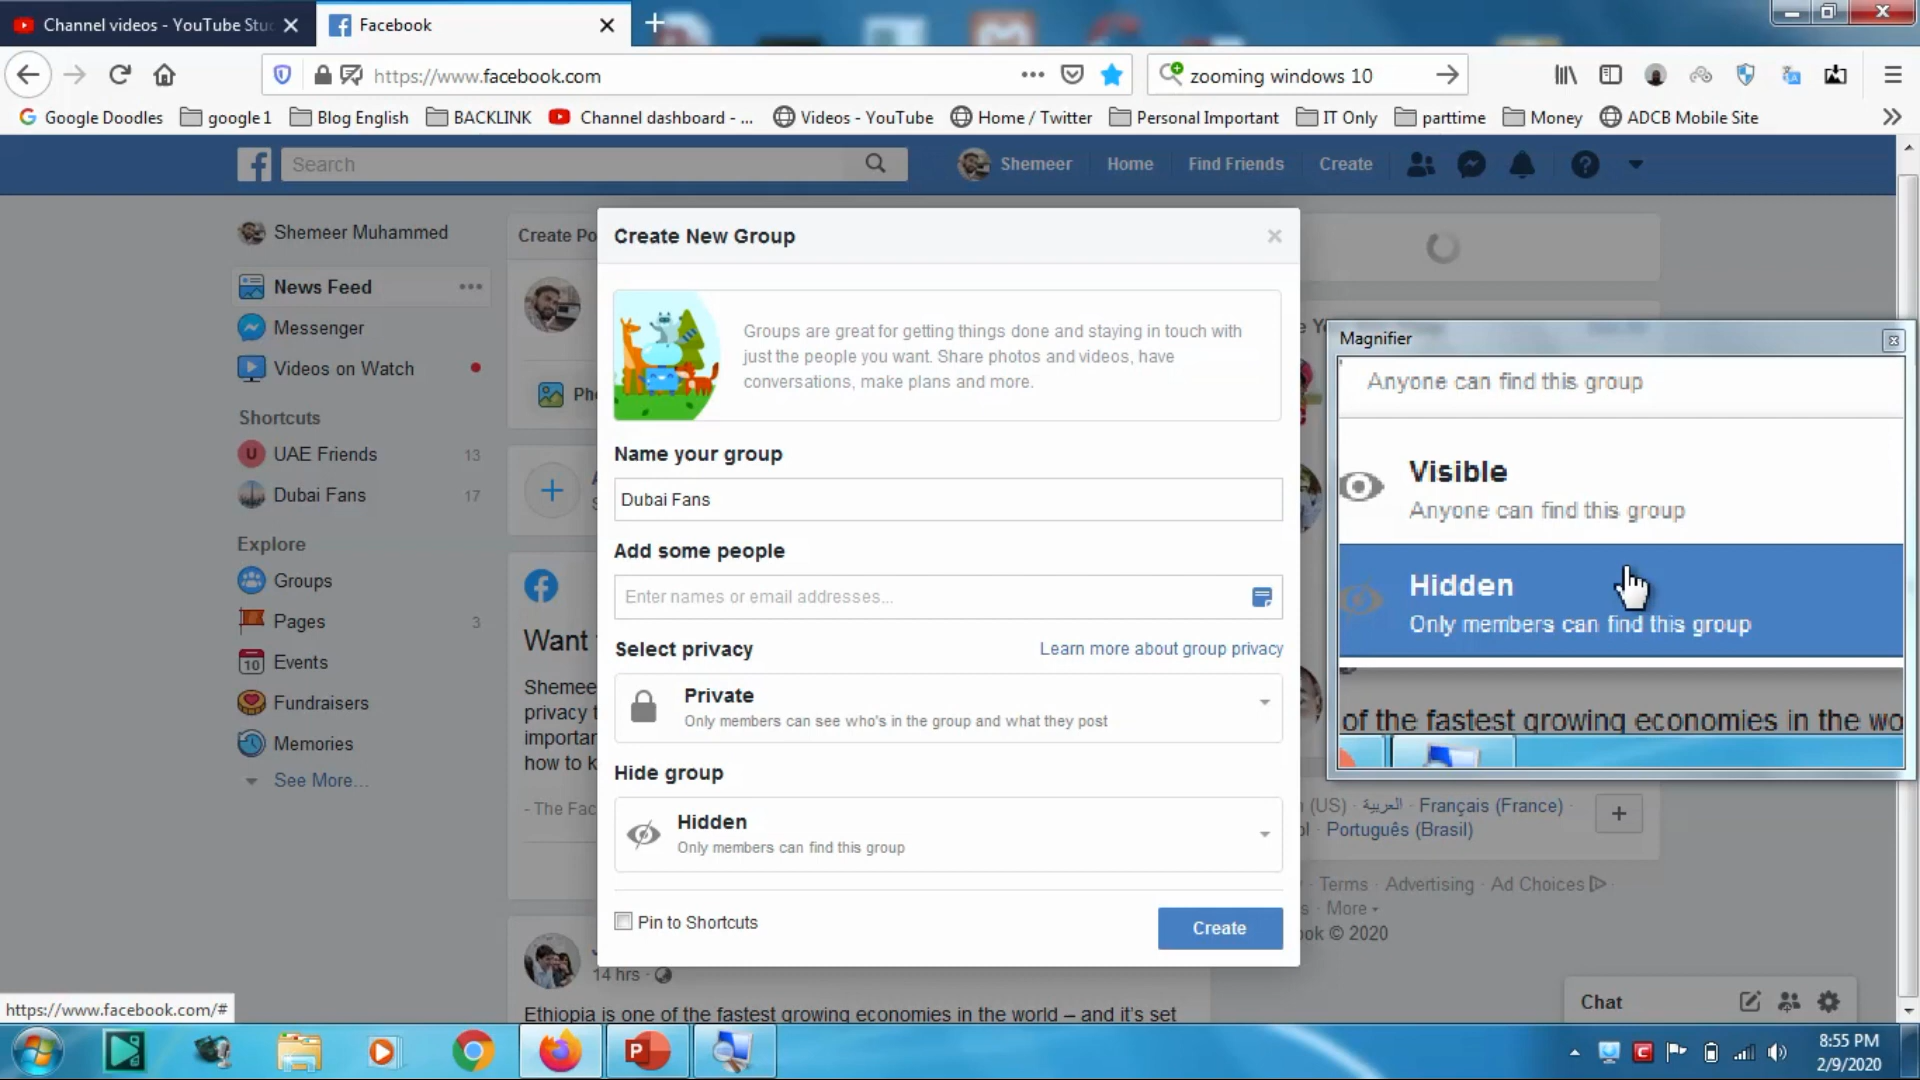 Channel videos - YouTube Stu
Facebook
https://www.facebook.com
zooming windows 10
Google Doodles
google1
Blog English
BACKLINK
Channel dashboard - ...
Videos - YouTube
Home / Twitter
Personal Important
IT Only
parttime
Money
ADCB Mobile Site
Search
Shemeer
Home
Find Friends
Create
Shemeer Muhammed
News Feed
Messenger
Videos on Watch
Shortcuts
UAE Friends 13
Dubai Fans 17
Explore
Groups
Pages 3
Events
Fundraisers
Memories
See More...
Create Po
Pho
Want
Shemee
privacy t
importan
how to k
- The Fac
14 hrs ·
Ethiopia is one of the fastest growing economies in the world – and it's set
Create New Group
Groups are great for getting things done and staying in touch with
just the people you want. Share photos and videos, have
conversations, make plans and more.
Name your group
Dubai Fans
Add some people
Enter names or email addresses...
Select privacy
Learn more about group privacy
Private
Only members can see who's in the group and what they post
Hide group
Hidden
Only members can find this group
Pin to Shortcuts
Create
Magnifier
Anyone can find this group
Visible
Anyone can find this group
Hidden
Only members can find this group
of the fastest growing economies in the wo
(US) · العربية · Français (France) ·
Português (Brasil)
Terms · Advertising · Ad Choices ·
More
ok © 2020
Chat
https://www.facebook.com/#
8:55 PM
2/9/2020